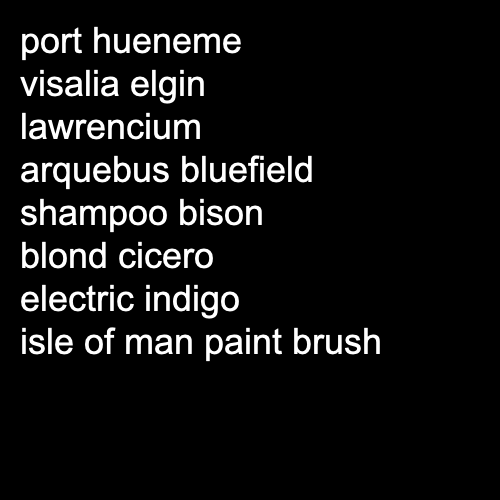 port hueneme
visalia elgin
lawrencium
arquebus bluefield
shampoo bison
blond cicero
electric indigo
isle of man paint brush